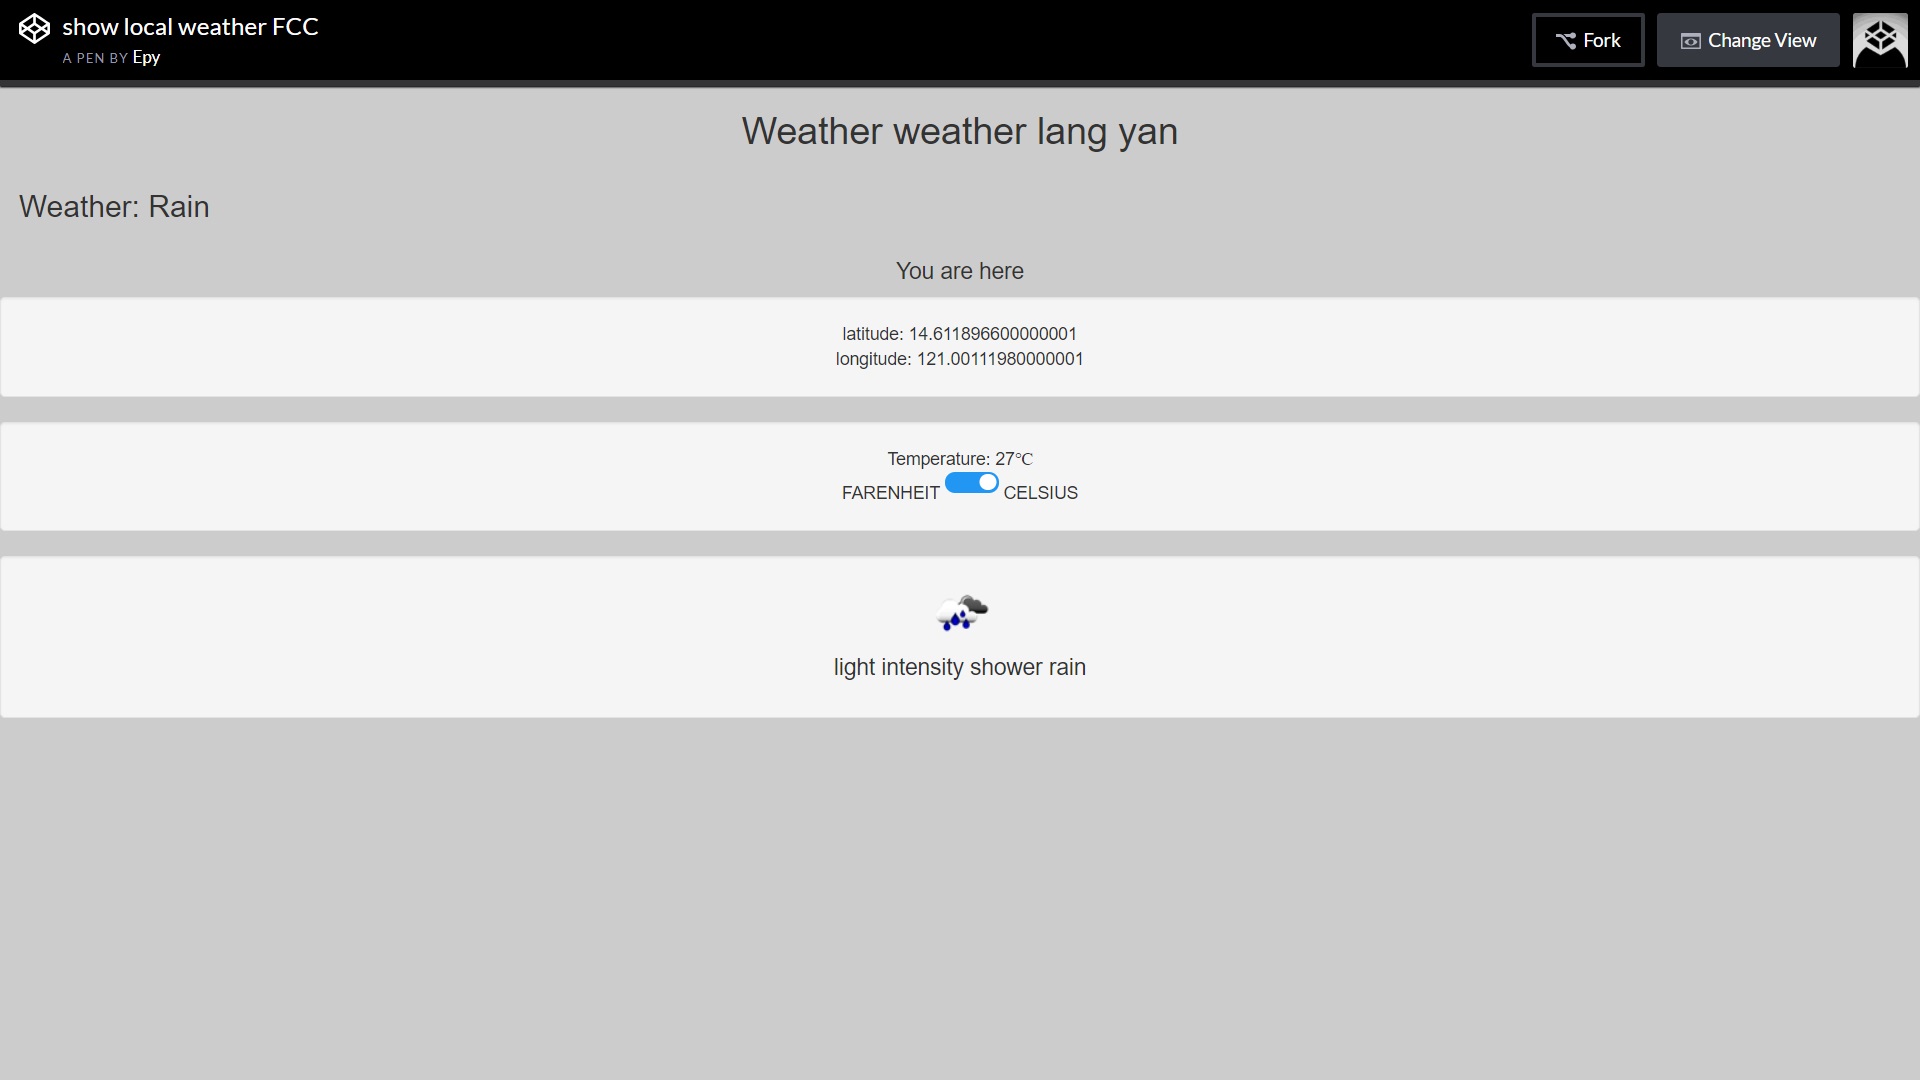 show local weather FCC
A PEN BY Epy
Fork
Change View
Weather weather lang yan
Weather: Rain
You are here
latitude: 14.611896600000001
longitude: 121.00111980000001
Temperature: 27℃
FARENHEIT CELSIUS
light intensity shower rain